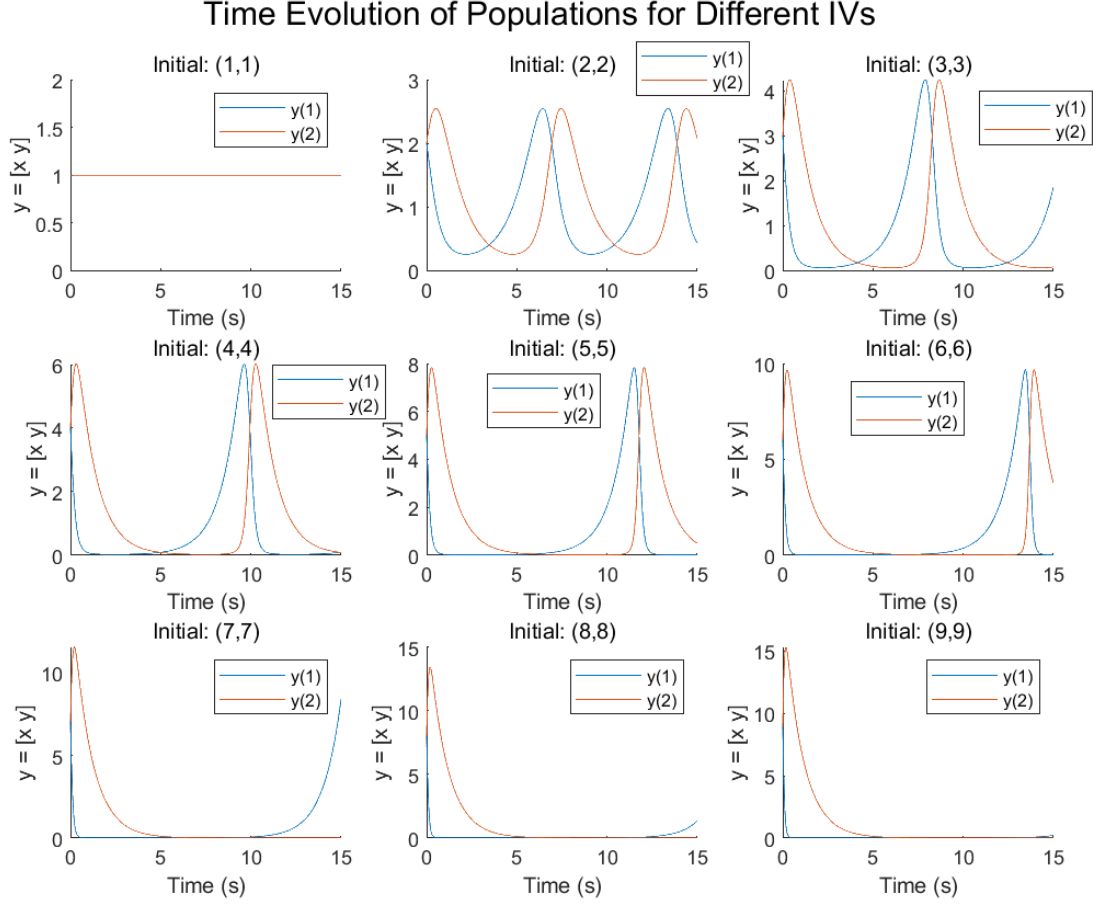 Time Evolution of Populations for Different IVs
Initial: (1,1)
y(1)
y(2)
y = [x y]
2
1.5
1
0.5
0
0 5 10 15
Time (s)
Initial: (2,2)
y(1)
y(2)
y = [x y]
3
2
1
0
0 5 10 15
Time (s)
Initial: (3,3)
y(1)
y(2)
y = [x y]
4
3
2
1
0
0 5 10 15
Time (s)
Initial: (4,4)
y(1)
y(2)
y = [x y]
6
4
2
0
0 5 10 15
Time (s)
Initial: (5,5)
y(1)
y(2)
y = [x y]
8
6
4
2
0
0 5 10 15
Time (s)
Initial: (6,6)
y(1)
y(2)
y = [x y]
10
5
0
0 5 10 15
Time (s)
Initial: (7,7)
y(1)
y(2)
y = [x y]
10
5
0
0 5 10 15
Time (s)
Initial: (8,8)
y(1)
y(2)
y = [x y]
15
10
5
0
0 5 10 15
Time (s)
Initial: (9,9)
y(1)
y(2)
y = [x y]
15
10
5
0
0 5 10 15
Time (s)